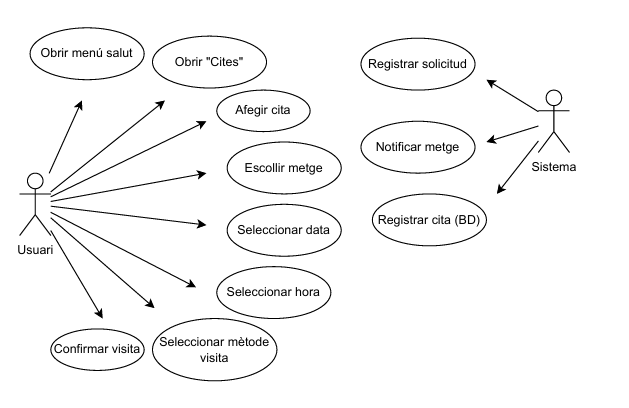 Obrir menú salut
Obrir "Cites"
Afegir cita
Escollir metge
Seleccionar data
Seleccionar hora
Seleccionar mètode
visita
Confirmar visita
Usuari
Registrar solicitud
Notificar metge
Registrar cita (BD)
Sistema